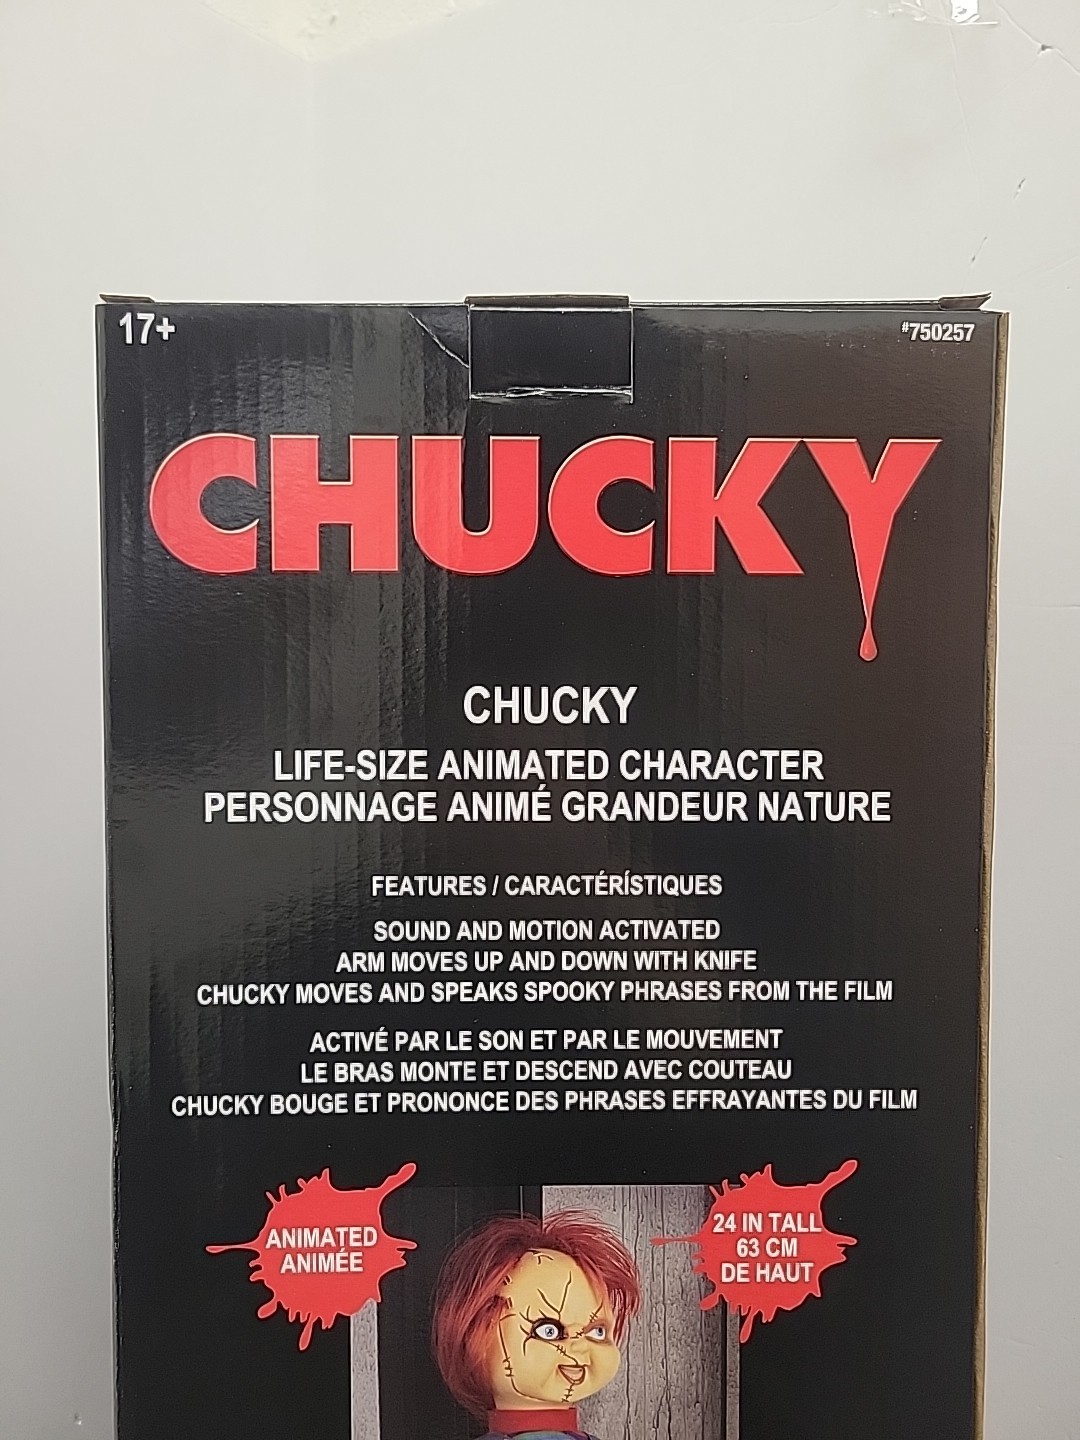 17+
#750257
CHUCKY
CHUCKY
LIFE-SIZE ANIMATED CHARACTER
PERSONNAGE ANIMÉ GRANDEUR NATURE
FEATURES / CARACTÉRÍSTIQUES
SOUND AND MOTION ACTIVATED
ARM MOVES UP AND DOWN WITH KNIFE
CHUCKY MOVES AND SPEAKS SPOOKY PHRASES FROM THE FILM
ACTIVÉ PAR LE SON ET PAR LE MOUVEMENT
LE BRAS MONTE ET DESCEND AVEC COUTEAU
CHUCKY BOUGE ET PRONONCE DES PHRASES EFFRAYANTES DU FILM
ANIMATED
ANIMÉE
24 IN TALL
63 CM
DE HAUT